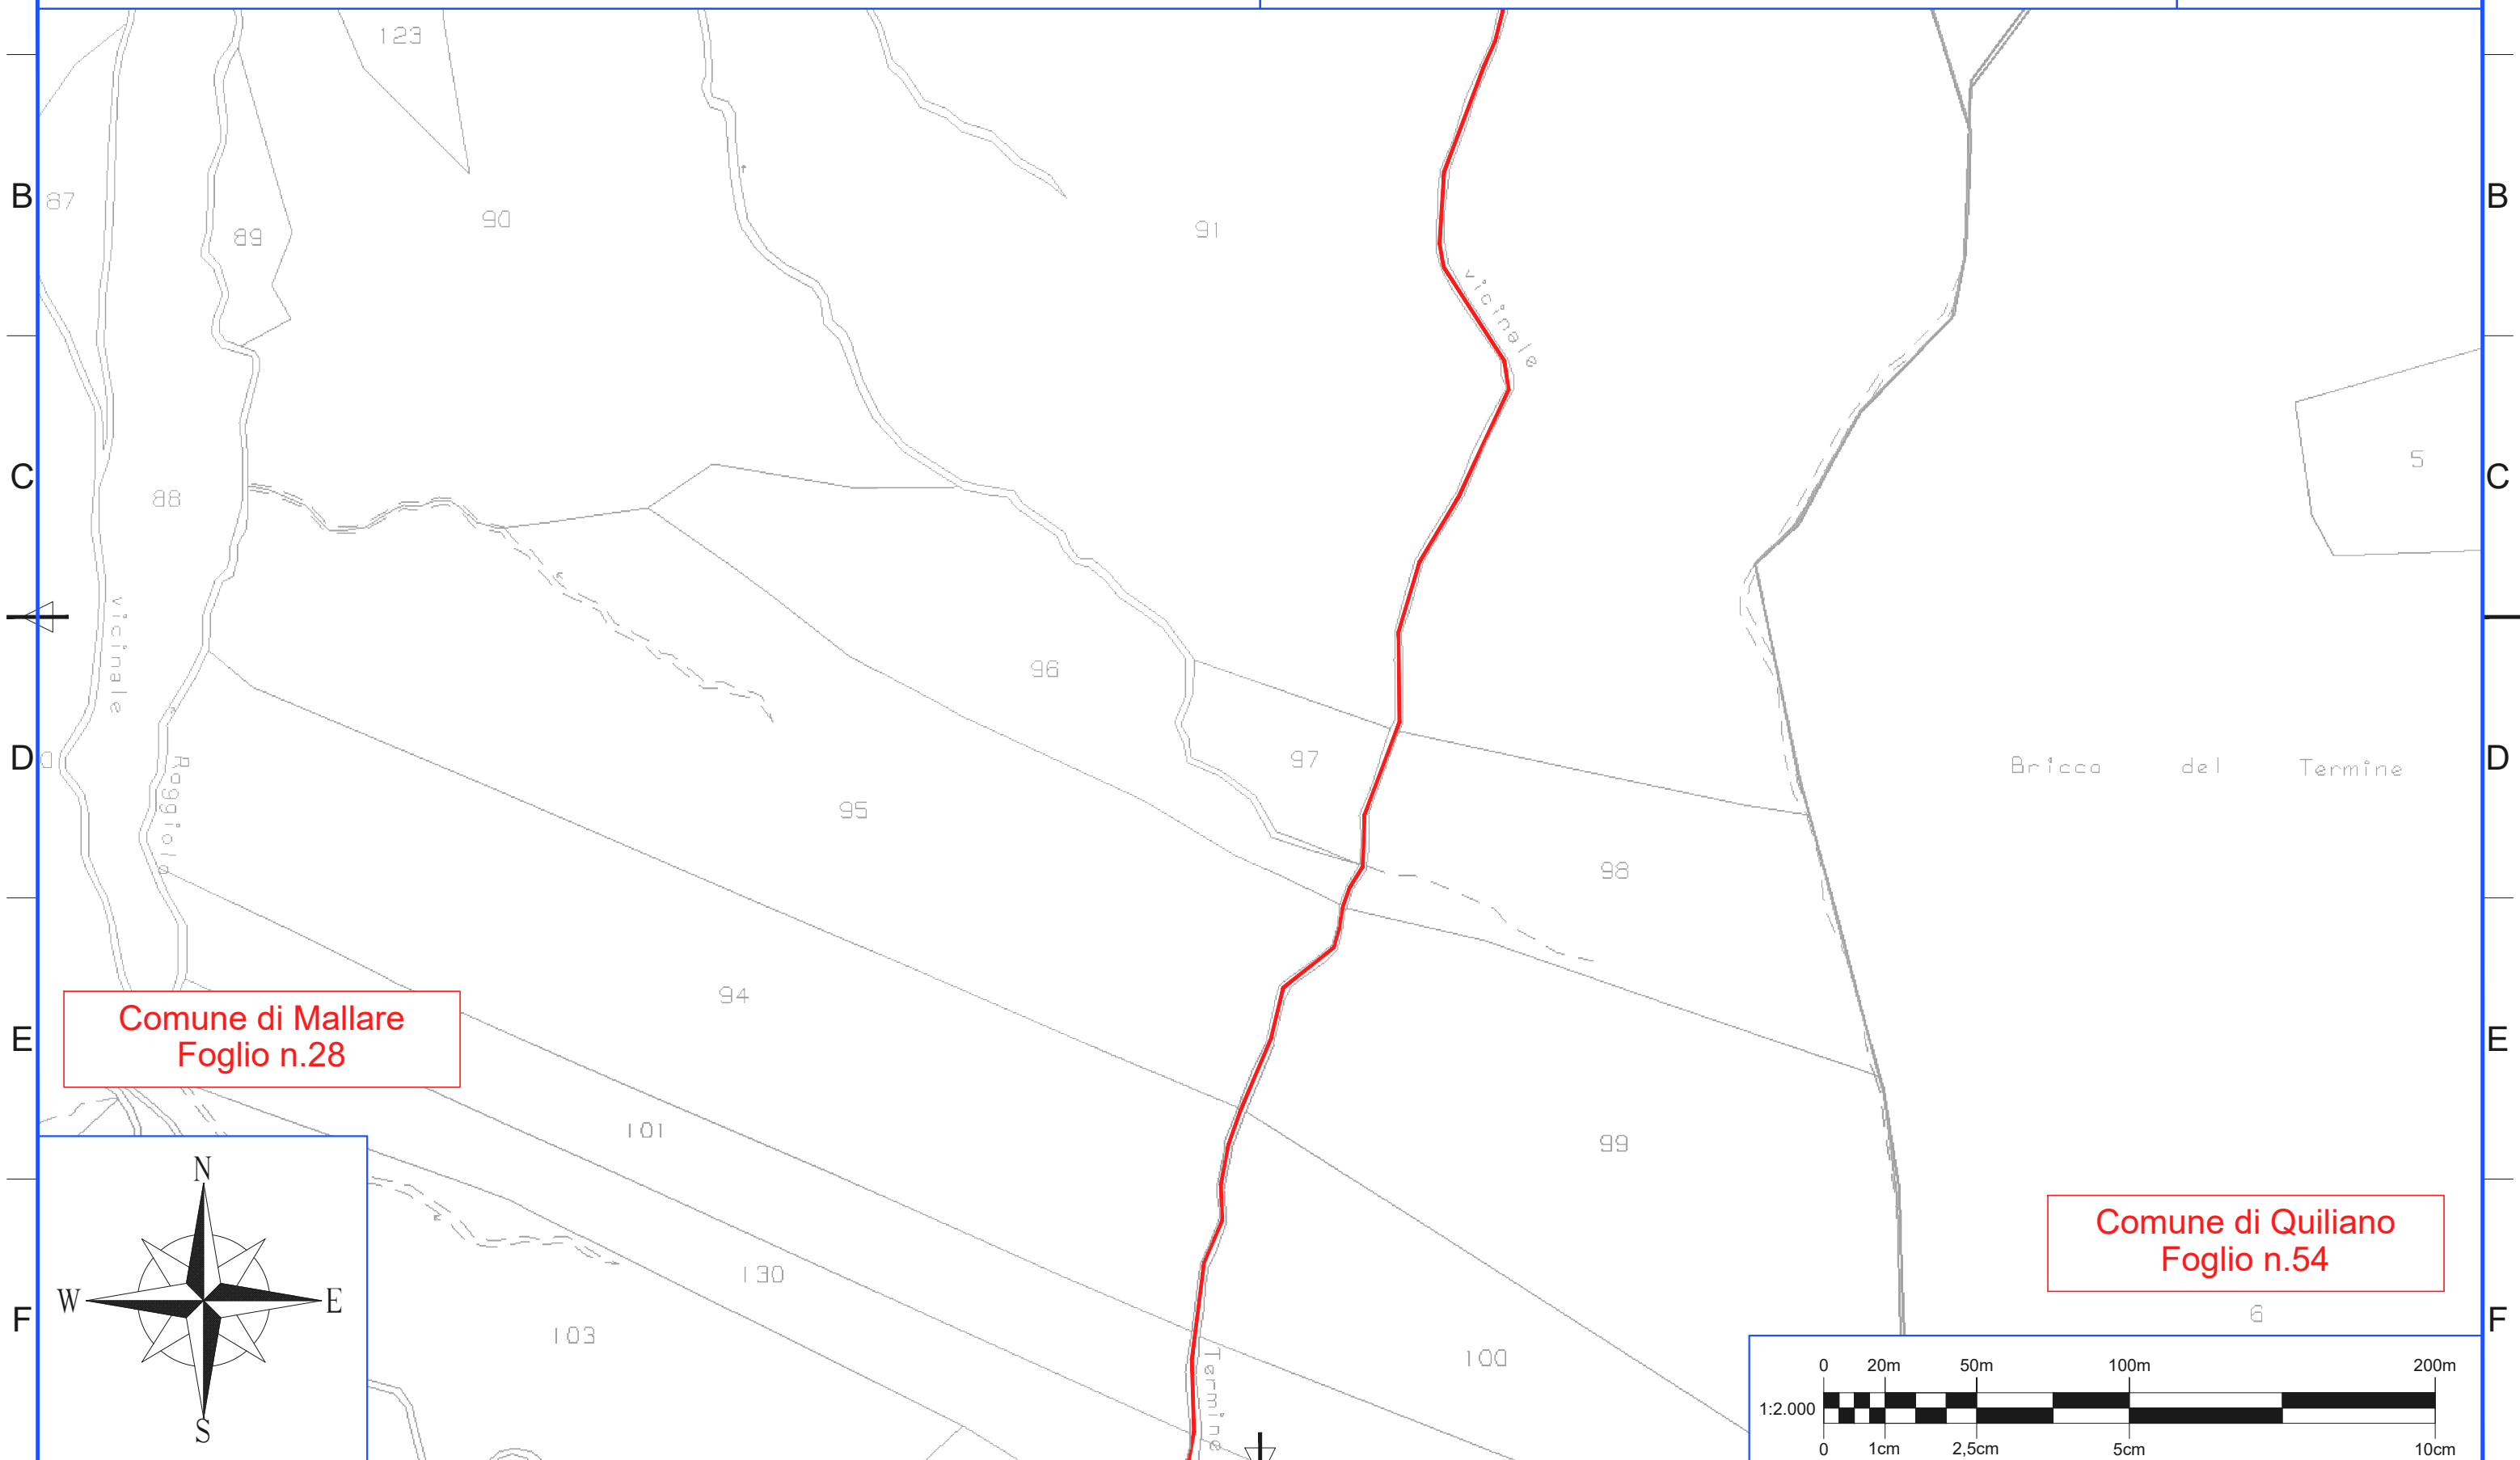 123
B
B
87
89
90
91
vicinale
C
C
5
88
vicinale
96
D
D
97
Bricco del Termine
95
Raggiolo
98
94
Comune di Mallare
Foglio n.28
E
E
101
99
N
W
E
S
Comune di Quiliano
Foglio n.54
130
6
F
F
103
100
Termine
0 20m 50m 100m 200m
1:2.000
0 1cm 2,5cm 5cm 10cm